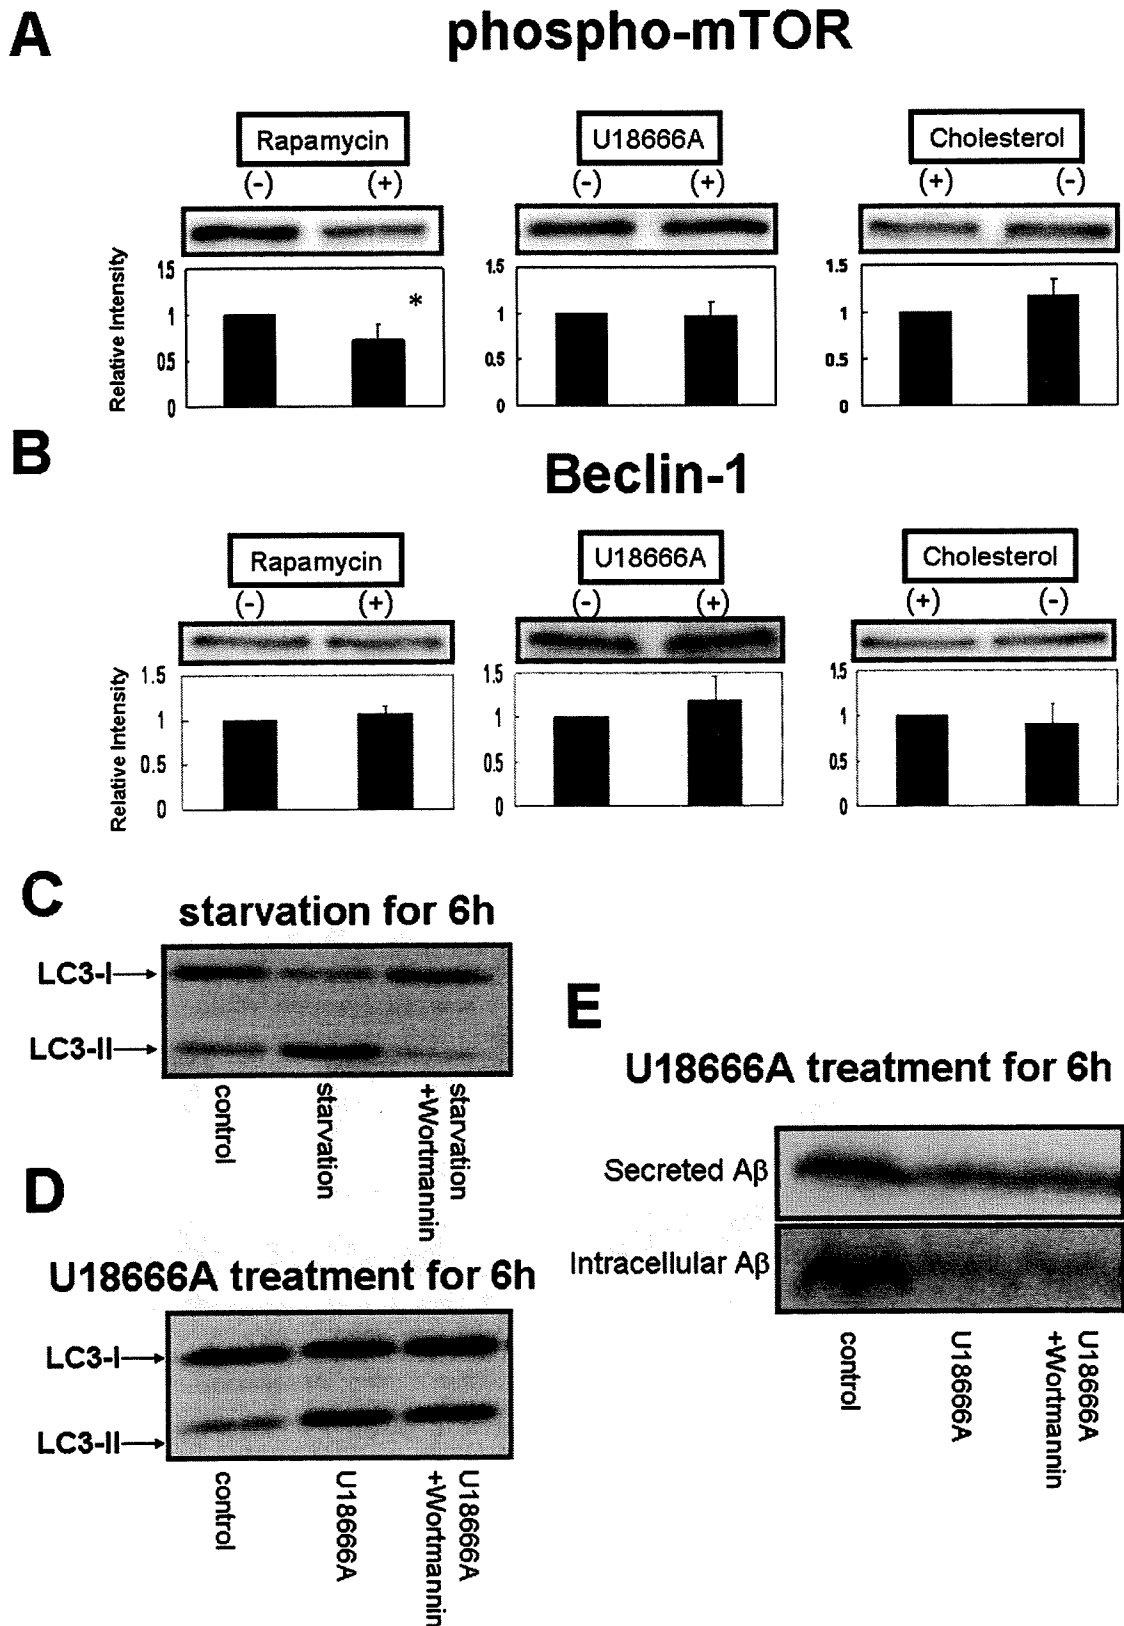 A
phospho-mTOR
Rapamycin
U18666A
Cholesterol
(-) (+)
(-) (+)
(+) (-)
Relative Intensity
1.5
1
0.5
0
*
1.5
1
0.5
0
1.5
1
0.5
0
B
Beclin-1
Rapamycin
U18666A
Cholesterol
(-) (+)
(-) (+)
(+) (-)
Relative Intensity
1.5
1
0.5
0
1.5
1
0.5
0
1.5
1
0.5
0
C
starvation for 6h
LC3-I
LC3-II
control
starvation
starvation
+Wortmannin
D
U18666A treatment for 6h
LC3-I
LC3-II
control
U18666A
U18666A
+Wortmannin
E
U18666A treatment for 6h
Secreted Aβ
Intracellular Aβ
control
U18666A
U18666A
+Wortmannin